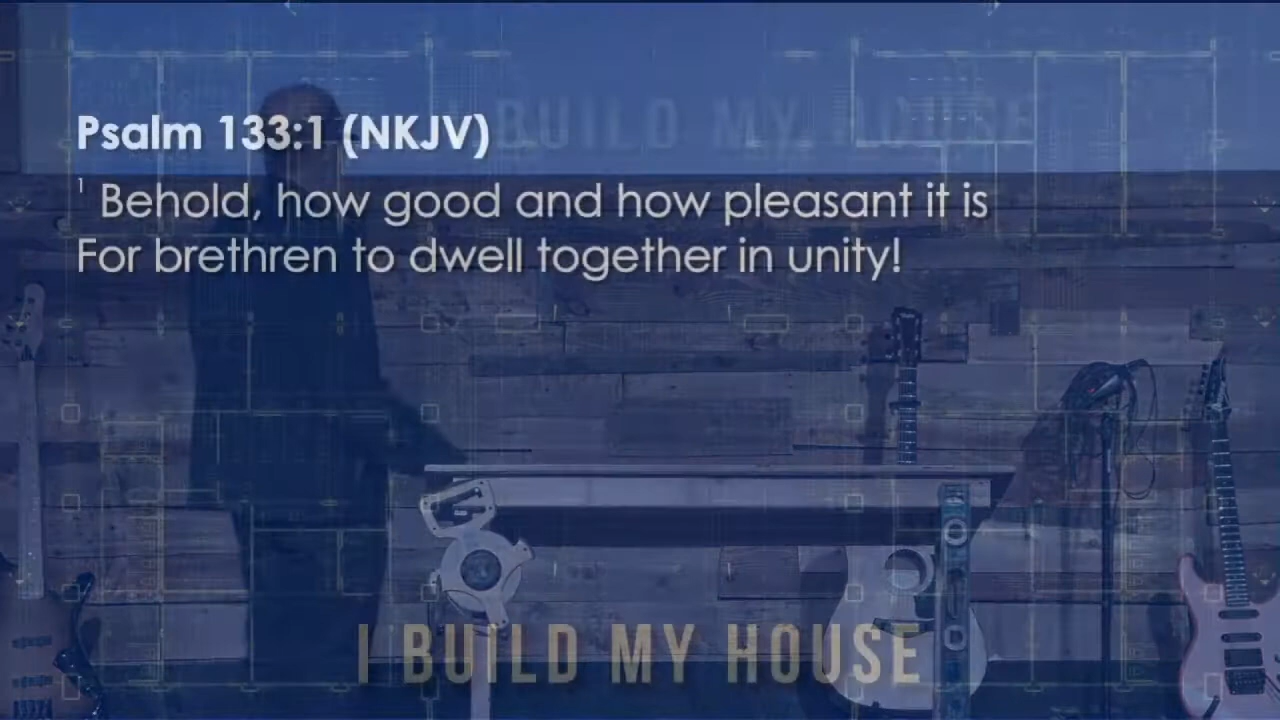 BUILD MY HOUSE
Psalm 133:1 (NKJV)
1 Behold, how good and how pleasant it is
For brethren to dwell together in unity!
I BUILD MY HOUSE